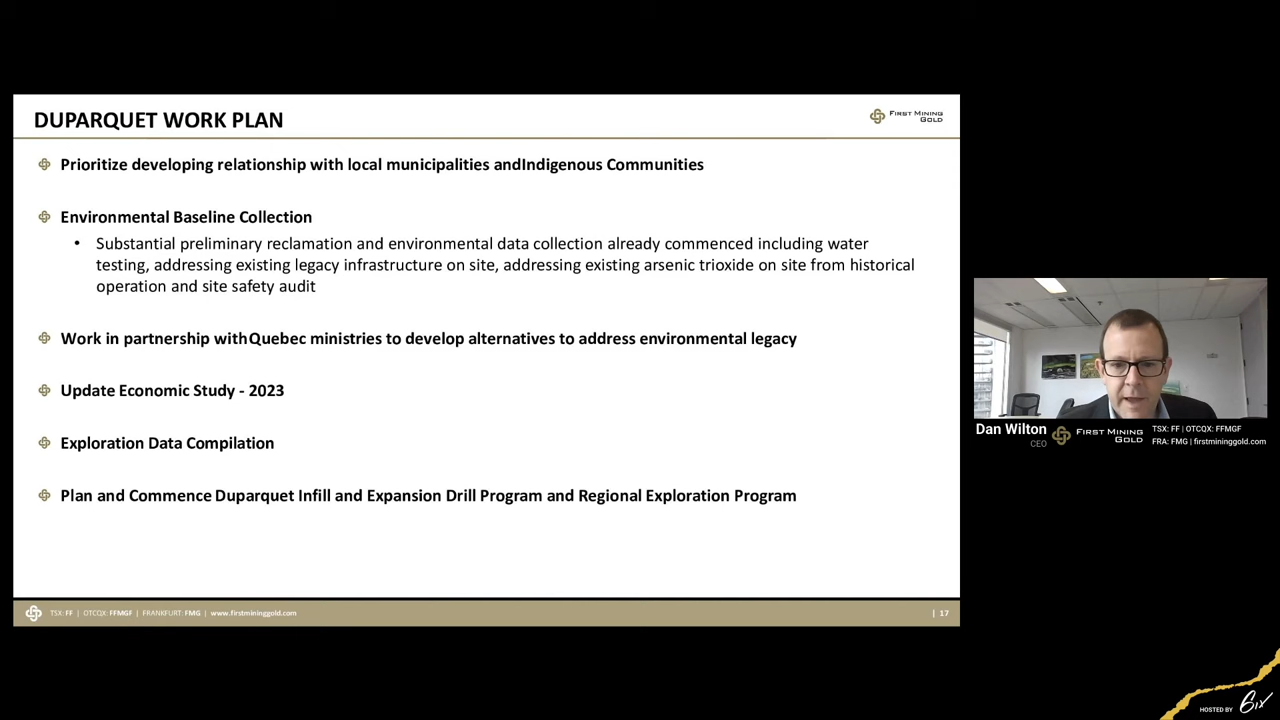 DUPARQUET WORK PLAN
FIRST MINING
GOLD
Prioritize developing relationship with local municipalities andIndigenous Communities
Environmental Baseline Collection
• Substantial preliminary reclamation and environmental data collection already commenced including water
testing, addressing existing legacy infrastructure on site, addressing existing arsenic trioxide on site from historical
operation and site safety audit
Work in partnership withQuebec ministries to develop alternatives to address environmental legacy
Update Economic Study - 2023
Exploration Data Compilation
Plan and Commence Duparquet Infill and Expansion Drill Program and Regional Exploration Program
TSX: FF | OTCQX: FFMGF | FRANKFURT: FMG | www.firstmininggold.com
| 17
Dan Wilton
CEO
FIRST MINING
GOLD
TSX: FF | OTCQX: FFMGF
FRA: FMG | firstmininggold.com
HOSTED BY 6ix